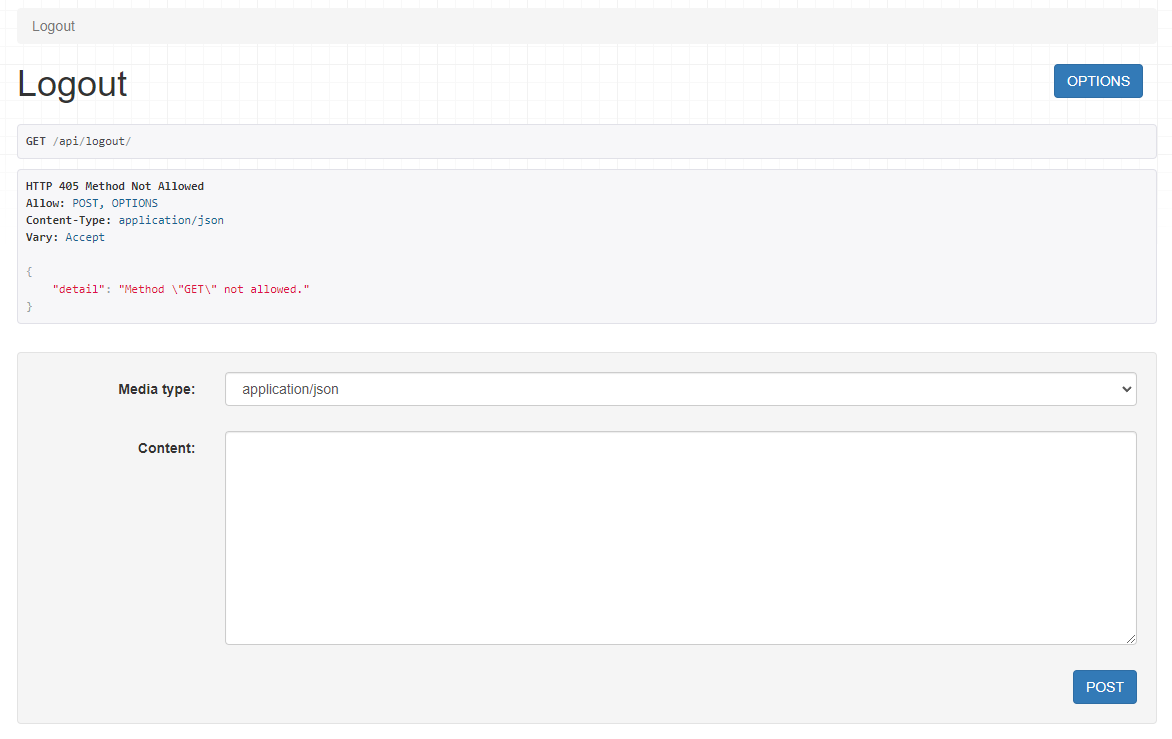 Logout
Logout
OPTIONS
GET /api/logout/
HTTP 405 Method Not Allowed
Allow: POST, OPTIONS
Content-Type: application/json
Vary: Accept
{
    "detail": "Method \"GET\" not allowed."
}
Media type:
application/json
Content:
POST